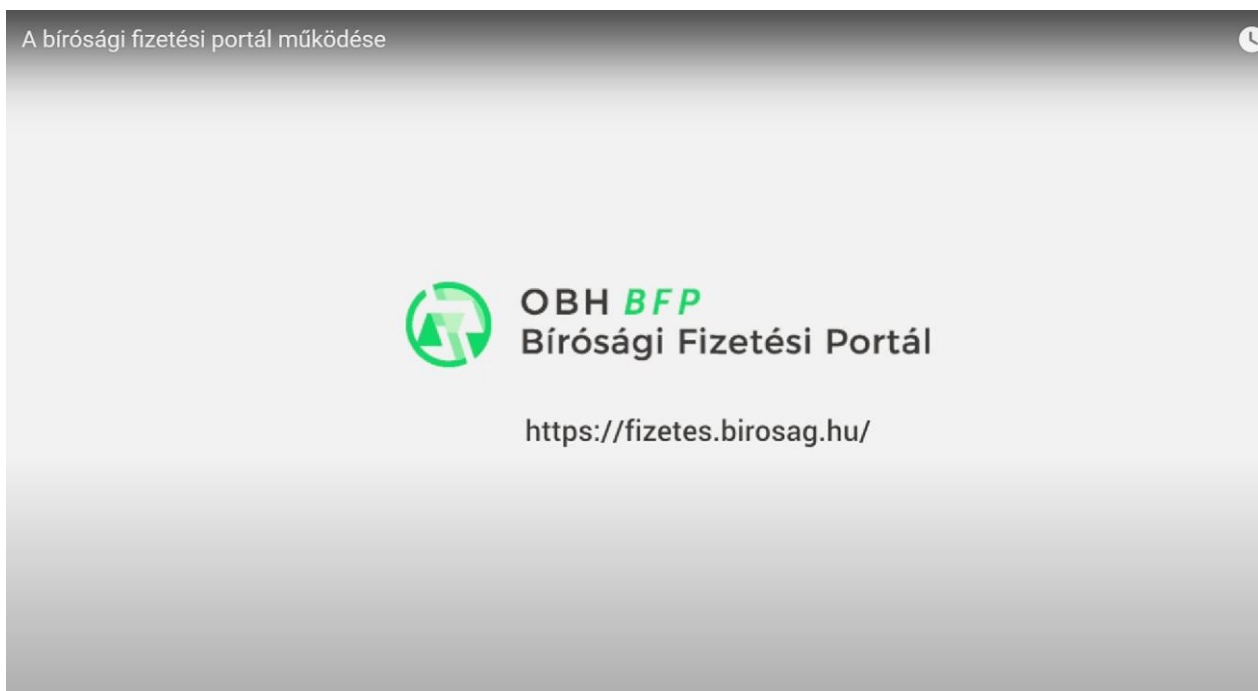 A bírósági fizetési portál működése
OBH BFP
Bírósági Fizetési Portál
https://fizetes.birosag.hu/